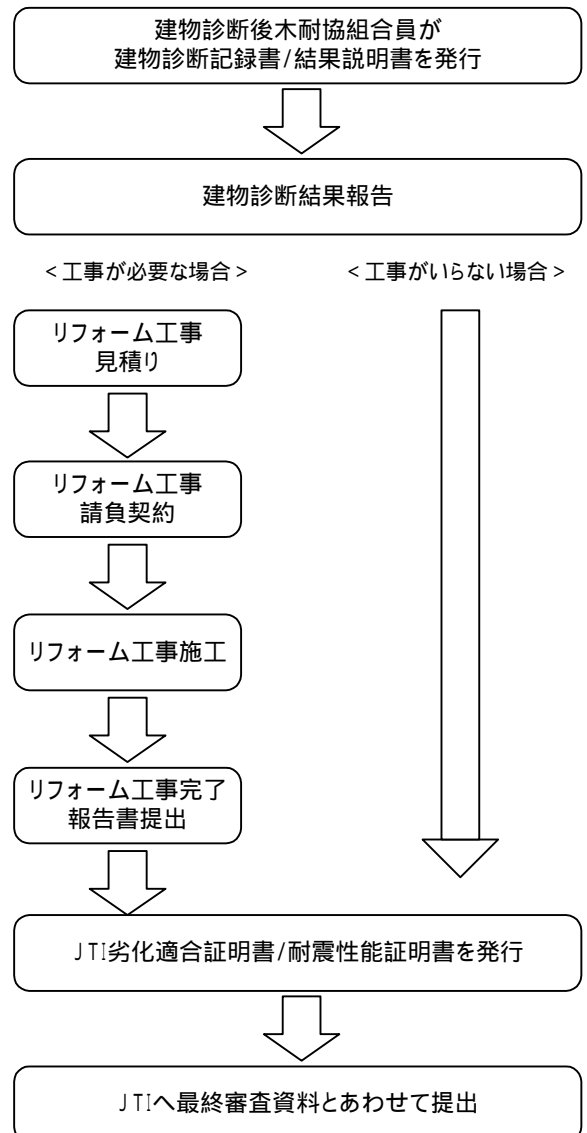 建物診断後木耐協組合員が
建物診断記録書/結果説明書を発行
建物診断結果報告
<工事が必要な場合>
<工事がいらない場合>
リフォーム工事
見積り
リフォーム工事
請負契約
リフォーム工事施工
リフォーム工事完了
報告書提出
JTI劣化適合証明書/耐震性能証明書を発行
JTIへ最終審査資料とあわせて提出